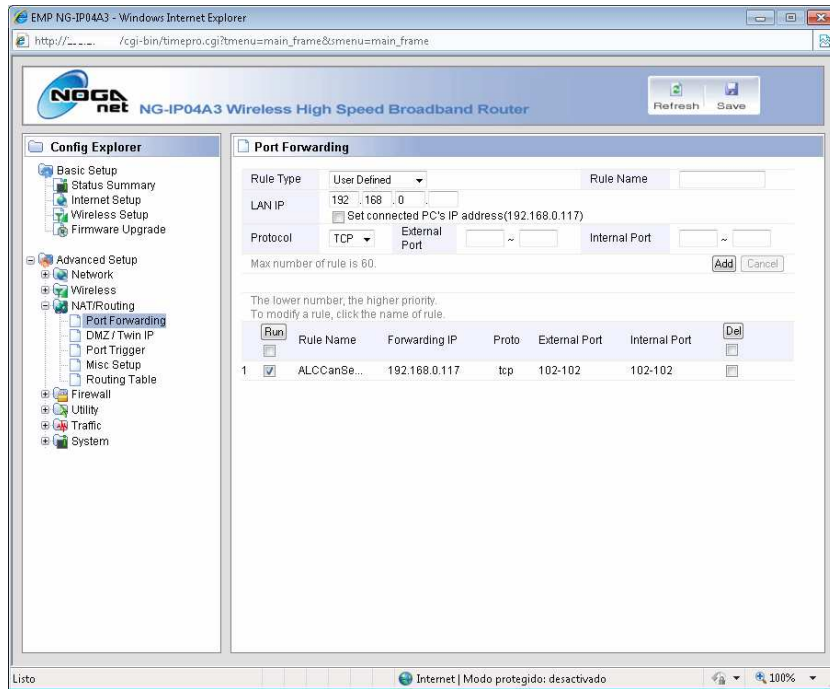 EMP NG-IP04A3 - Windows Internet Explorer
http:// /cgi-bin/timepro.cgi?tmenu=main_frame&smenu=main_frame
NOGA net NG-IP04A3 Wireless High Speed Broadband Router
Refresh Save
Config Explorer
Basic Setup
Status Summary
Internet Setup
Wireless Setup
Firmware Upgrade
Advanced Setup
Network
Wireless
NAT/Routing
Port Forwarding
DMZ / Twin IP
Port Trigger
Misc Setup
Routing Table
Firewall
Utility
Traffic
System
Port Forwarding
Rule Type User Defined Rule Name
LAN IP 192 . 168 . 0 .
Set connected PC's IP address(192.168.0.117)
Protocol TCP External Port ~ Internal Port ~
Max number of rule is 60. Add Cancel
The lower number, the higher priority.
To modify a rule, click the name of rule.
Run Rule Name Forwarding IP Proto External Port Internal Port Del
1 ALCCanSe... 192.168.0.117 tcp 102-102 102-102
Listo Internet | Modo protegido: desactivado 100%